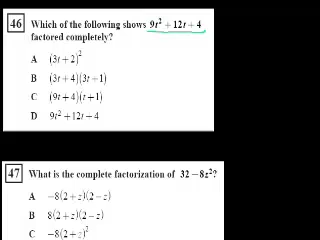 46 Which of the following shows 9t² + 12t + 4
factored completely?
A (3t + 2)²
B (3t + 4)(3t + 1)
C (9t + 4)(t + 1)
D 9t² + 12t + 4
47 What is the complete factorization of 32 − 8z²?
A −8(2 + z)(2 − z)
B 8(2 + z)(2 − z)
C −8(2 + z)²